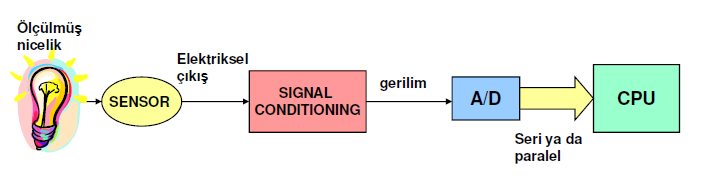 Ölçülmüş
nicelik
SENSOR
Elektriksel
çıkış
SIGNAL
CONDITIONING
gerilim
A/D
Seri ya da
paralel
CPU